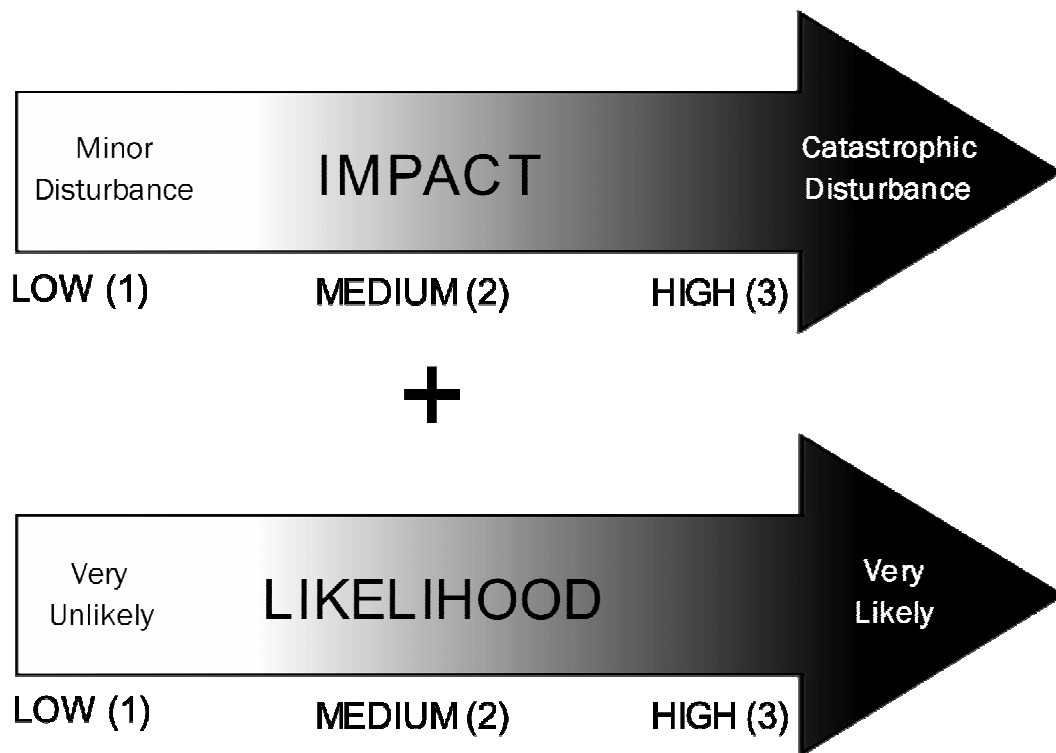 Minor
Disturbance
IMPACT
Catastrophic
Disturbance
LOW (1)
MEDIUM (2)
HIGH (3)
+
Very
Unlikely
LIKELIHOOD
Very
Likely
LOW (1)
MEDIUM (2)
HIGH (3)